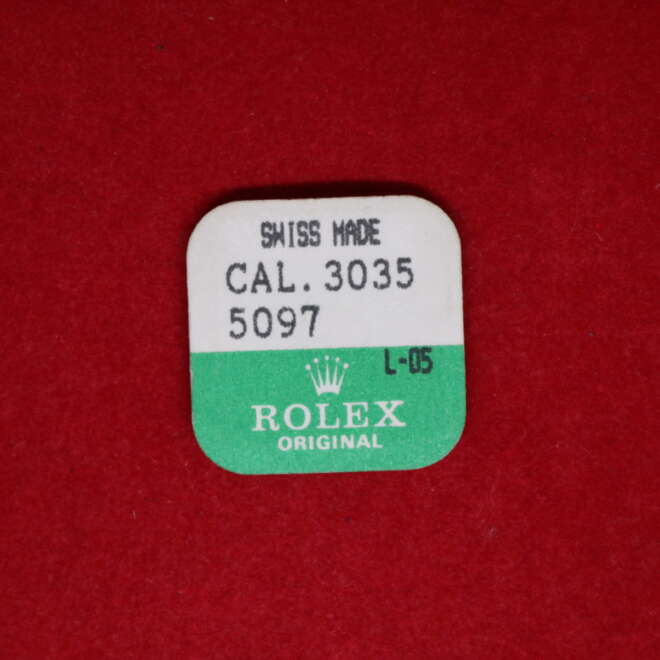 SWISS MADE
CAL. 3035
5097
L-05
ROLEX
ORIGINAL